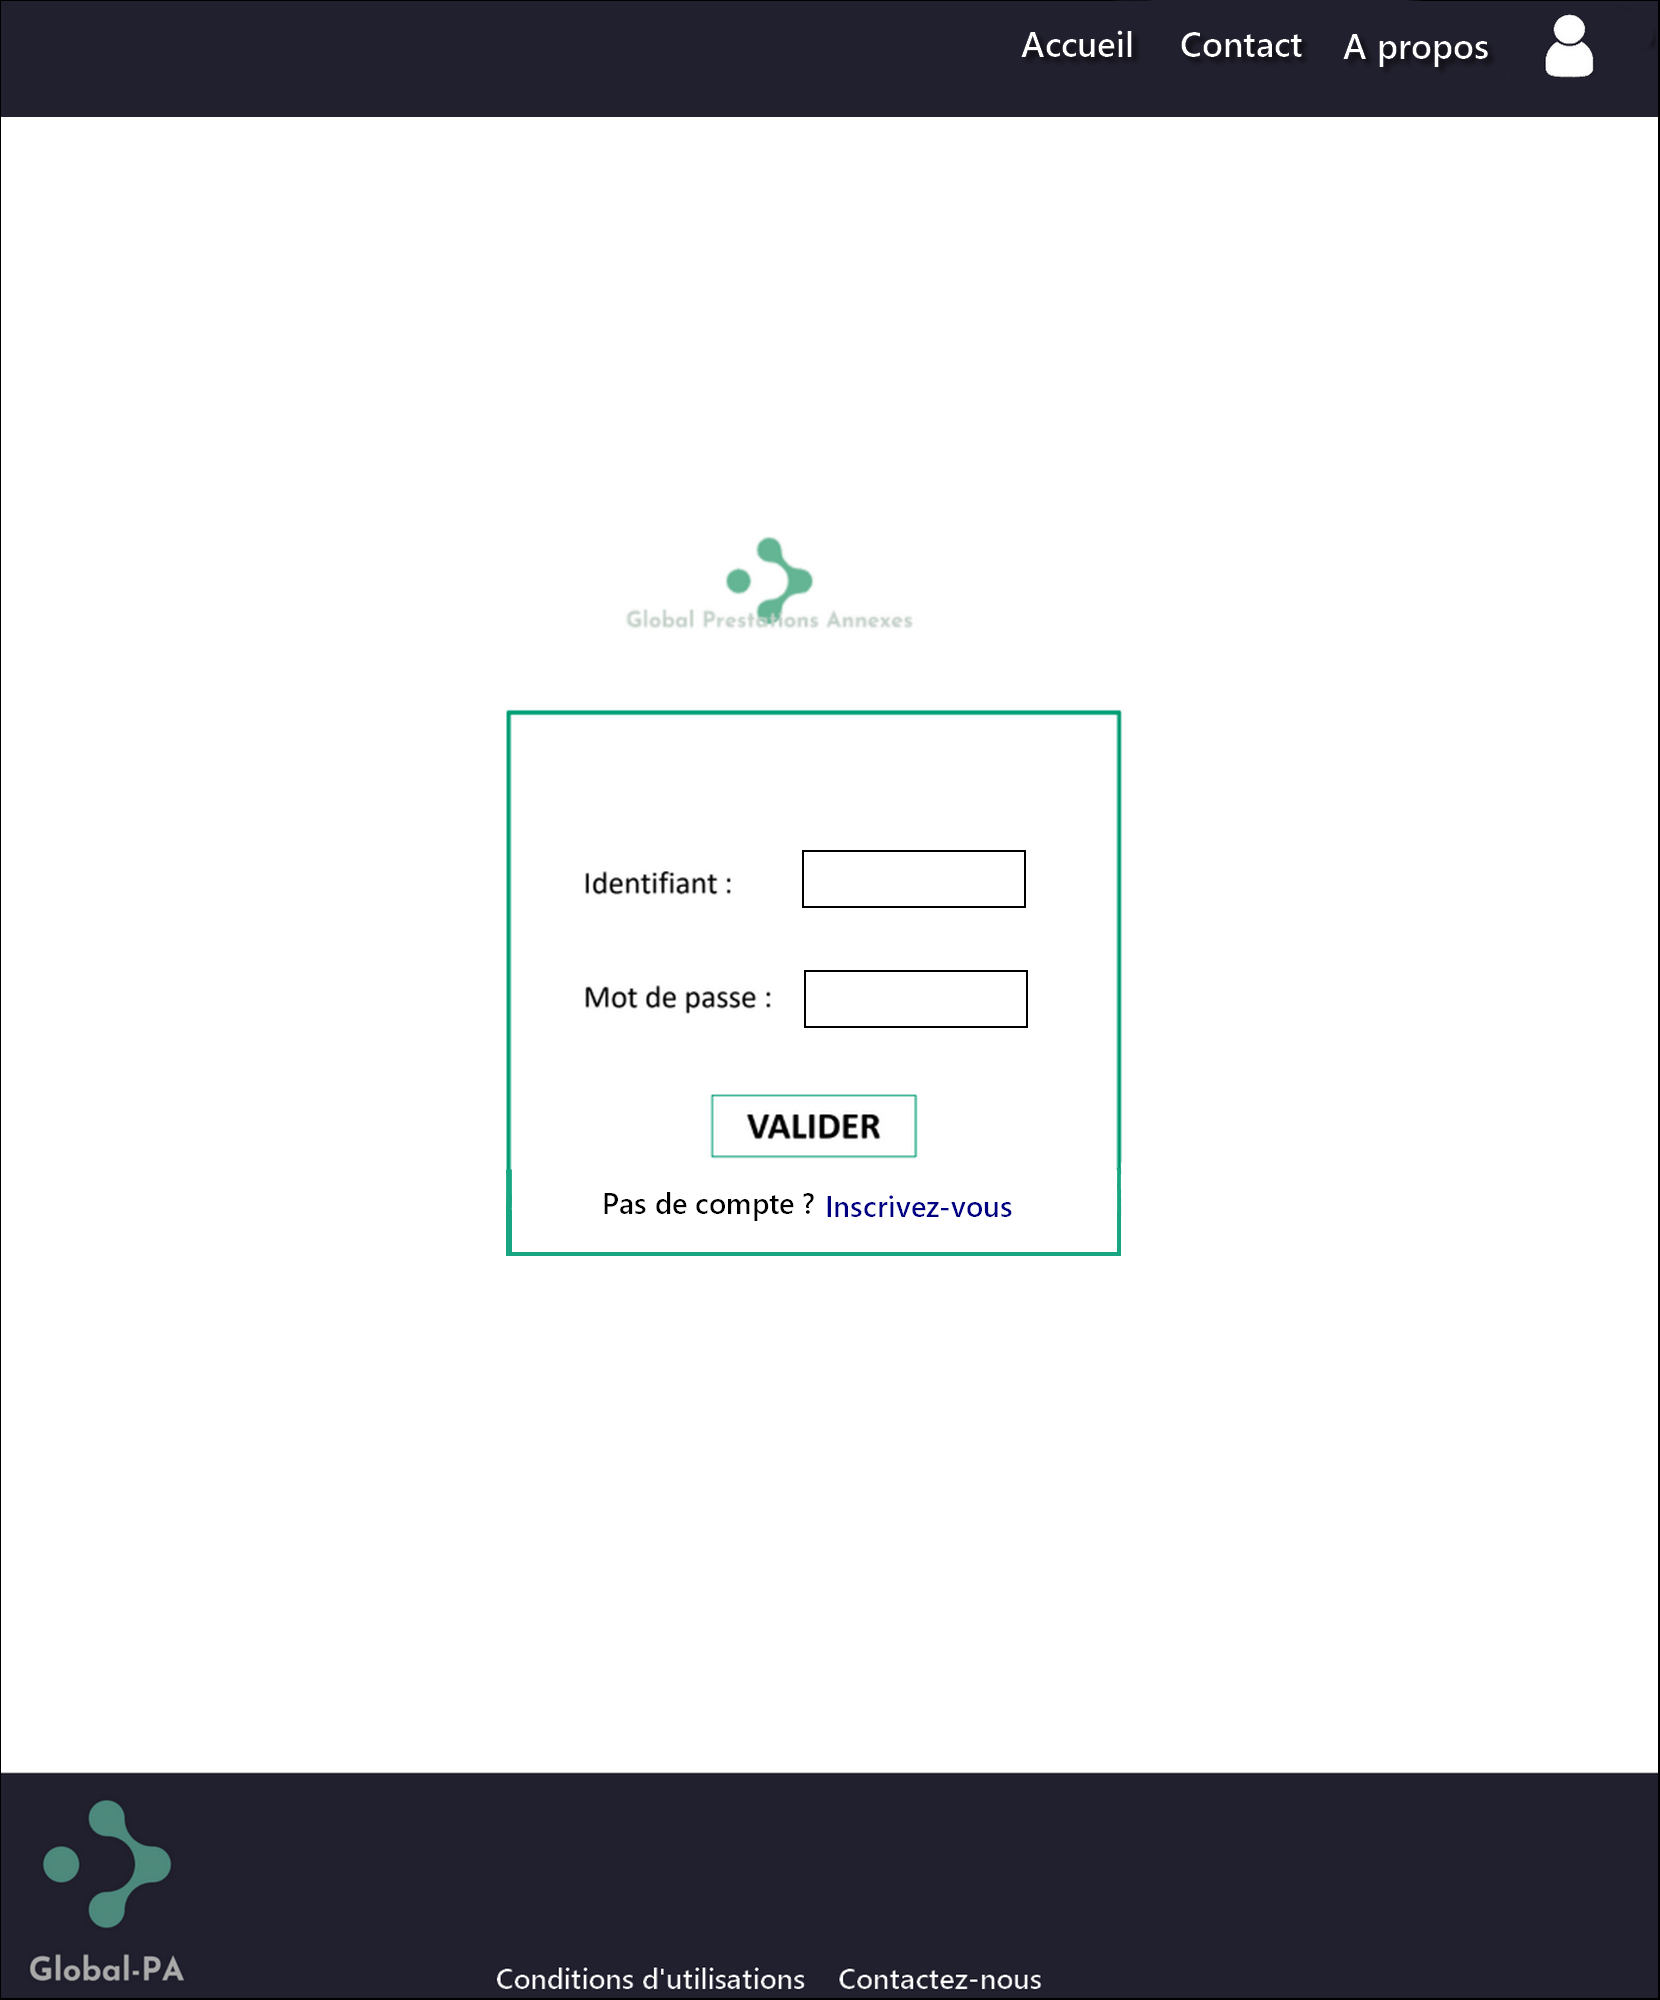 Accueil Contact A propos
Global Prestations Annexes
Identifiant :
Mot de passe :
VALIDER
Pas de compte ? Inscrivez-vous
Global-PA
Conditions d'utilisations Contactez-nous